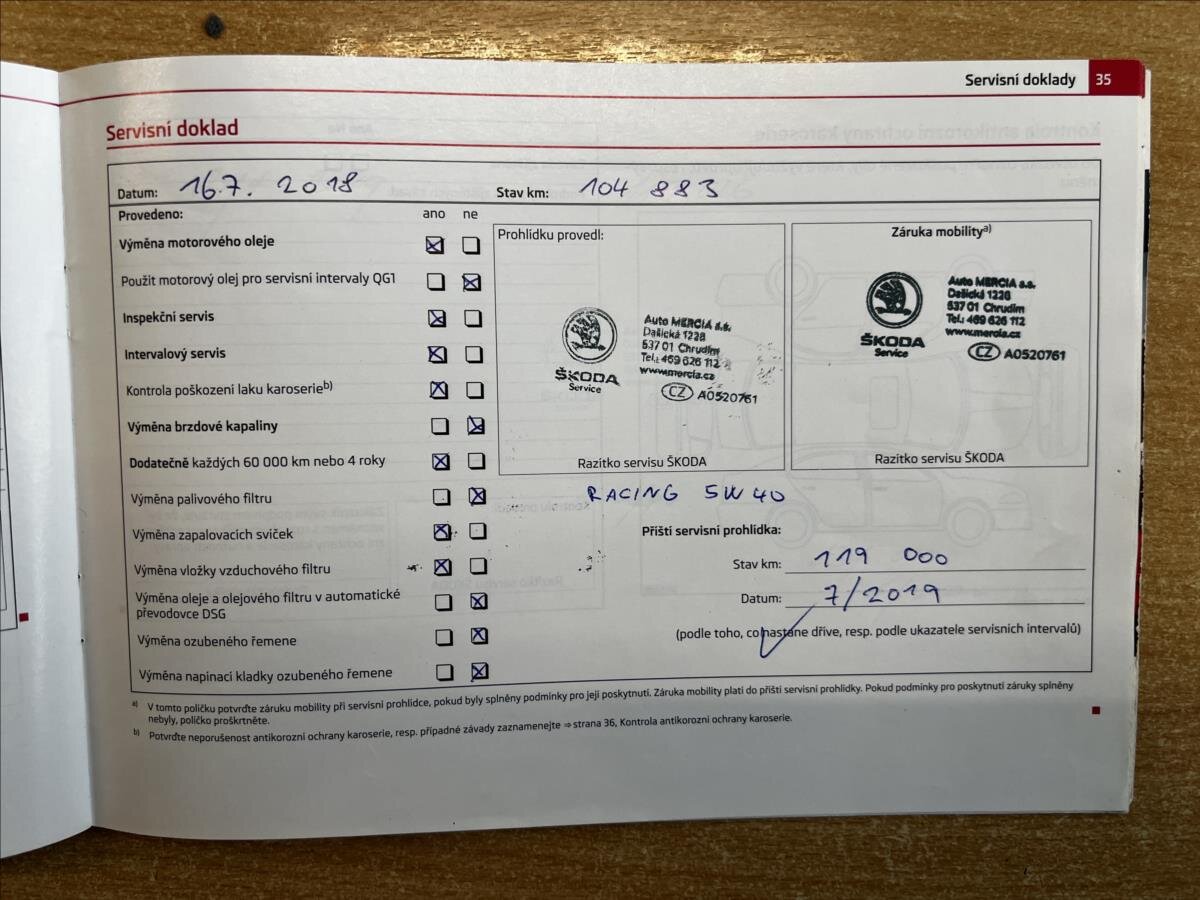 Servisní doklady 35
Servisní doklad
Datum: 16.7. 2018 Stav km: 104 883
Provedeno: ano ne
Výměna motorového oleje
Použit motorový olej pro servisní intervaly QG1
Inspekční servis
Intervalový servis
Kontrola poškození laku karoserie b)
Výměna brzdové kapaliny
Dodatečně každých 60 000 km nebo 4 roky
Výměna palivového filtru
Výměna zapalovacích svíček
Výměna vložky vzduchového filtru
Výměna oleje a olejového filtru v automatické
převodovce DSG
Výměna ozubeného řemene
Výměna napínací kladky ozubeného řemene
Prohlídku provedl:
ŠKODA
Service
Auto MERCIA a.s.
Dašická 1228
537 01 Chrudim
Tel.: 469 626 112
www.mercia.cz
CZ A0520761
Razítko servisu ŠKODA
Záruka mobility a)
ŠKODA
Service
Auto MERCIA a.s.
Dašická 1228
537 01 Chrudim
Tel.: 469 626 112
www.mercia.cz
CZ A0520761
Razítko servisu ŠKODA
RACING 5W40
Příští servisní prohlídka:
Stav km: 119 000
Datum: 7/2019
(podle toho, co nastane dříve, resp. podle ukazatele servisních intervalů)
a) V tomto políčku potvrďte záruku mobility při servisní prohlídce, pokud byly splněny podmínky pro její poskytnutí. Záruka mobility platí do příští servisní prohlídky. Pokud podmínky pro poskytnutí záruky splněny
nebyly, políčko proškrtněte.
b) Potvrďte neporušenost antikorozní ochrany karoserie, resp. případné závady zaznamenejte ⇒ strana 36, Kontrola antikorozní ochrany karoserie.